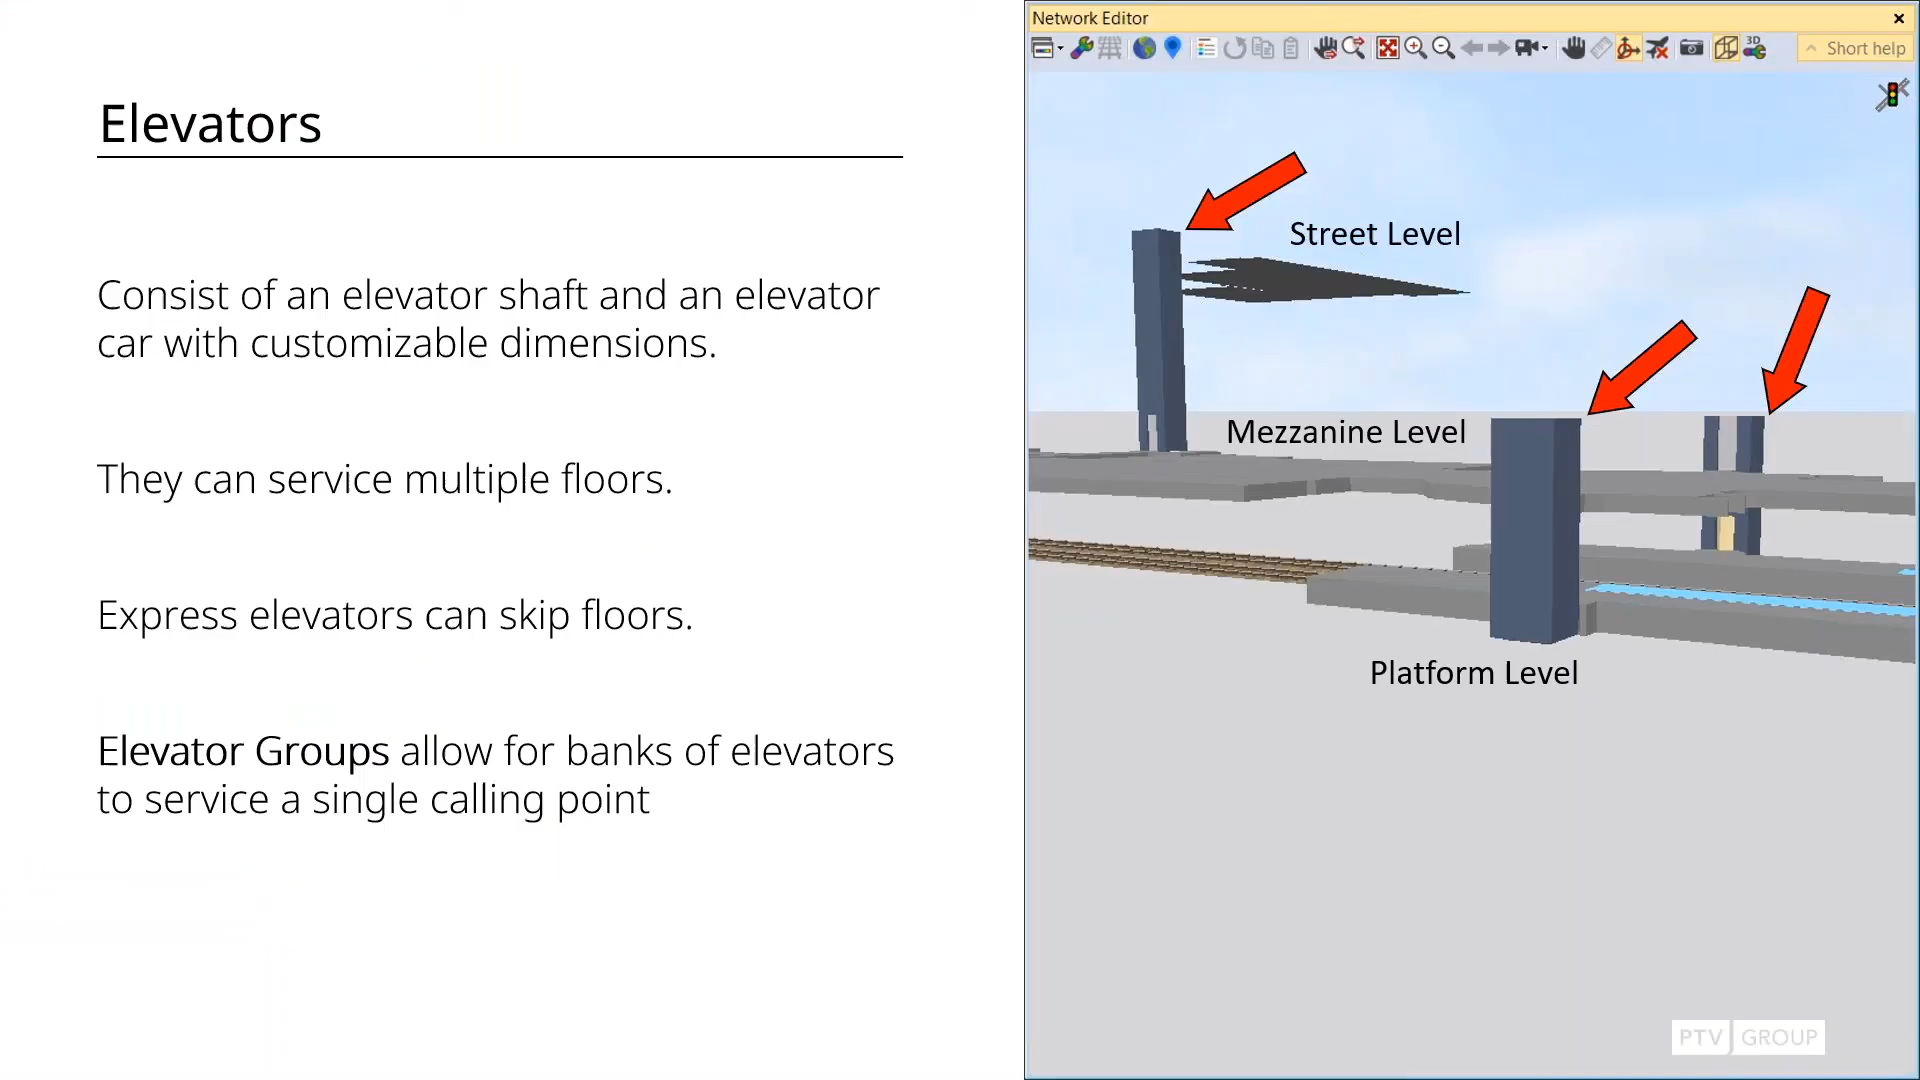 Elevators
Consist of an elevator shaft and an elevator
car with customizable dimensions.
They can service multiple floors.
Express elevators can skip floors.
Elevator Groups allow for banks of elevators
to service a single calling point
Network Editor
3D
Short help
Street Level
Mezzanine Level
Platform Level
PTV GROUP